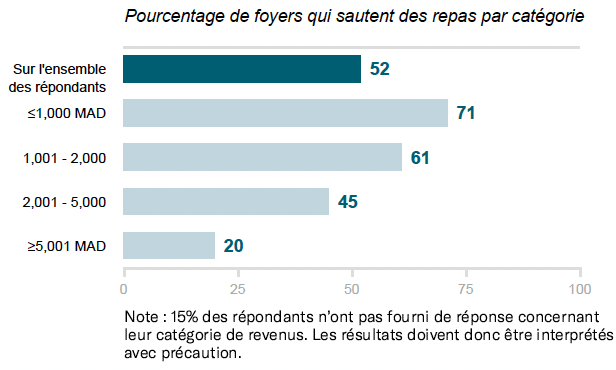 Pourcentage de foyers qui sautent des repas par catégorie
Sur l'ensemble
des répondants
52
≤1,000 MAD
71
1,001 - 2,000
61
2,001 - 5,000
45
≥5,001 MAD
20
0
25
50
75
100
Note : 15% des répondants n'ont pas fourni de réponse concernant
leur catégorie de revenus. Les résultats doivent donc être interprétés
avec précaution.